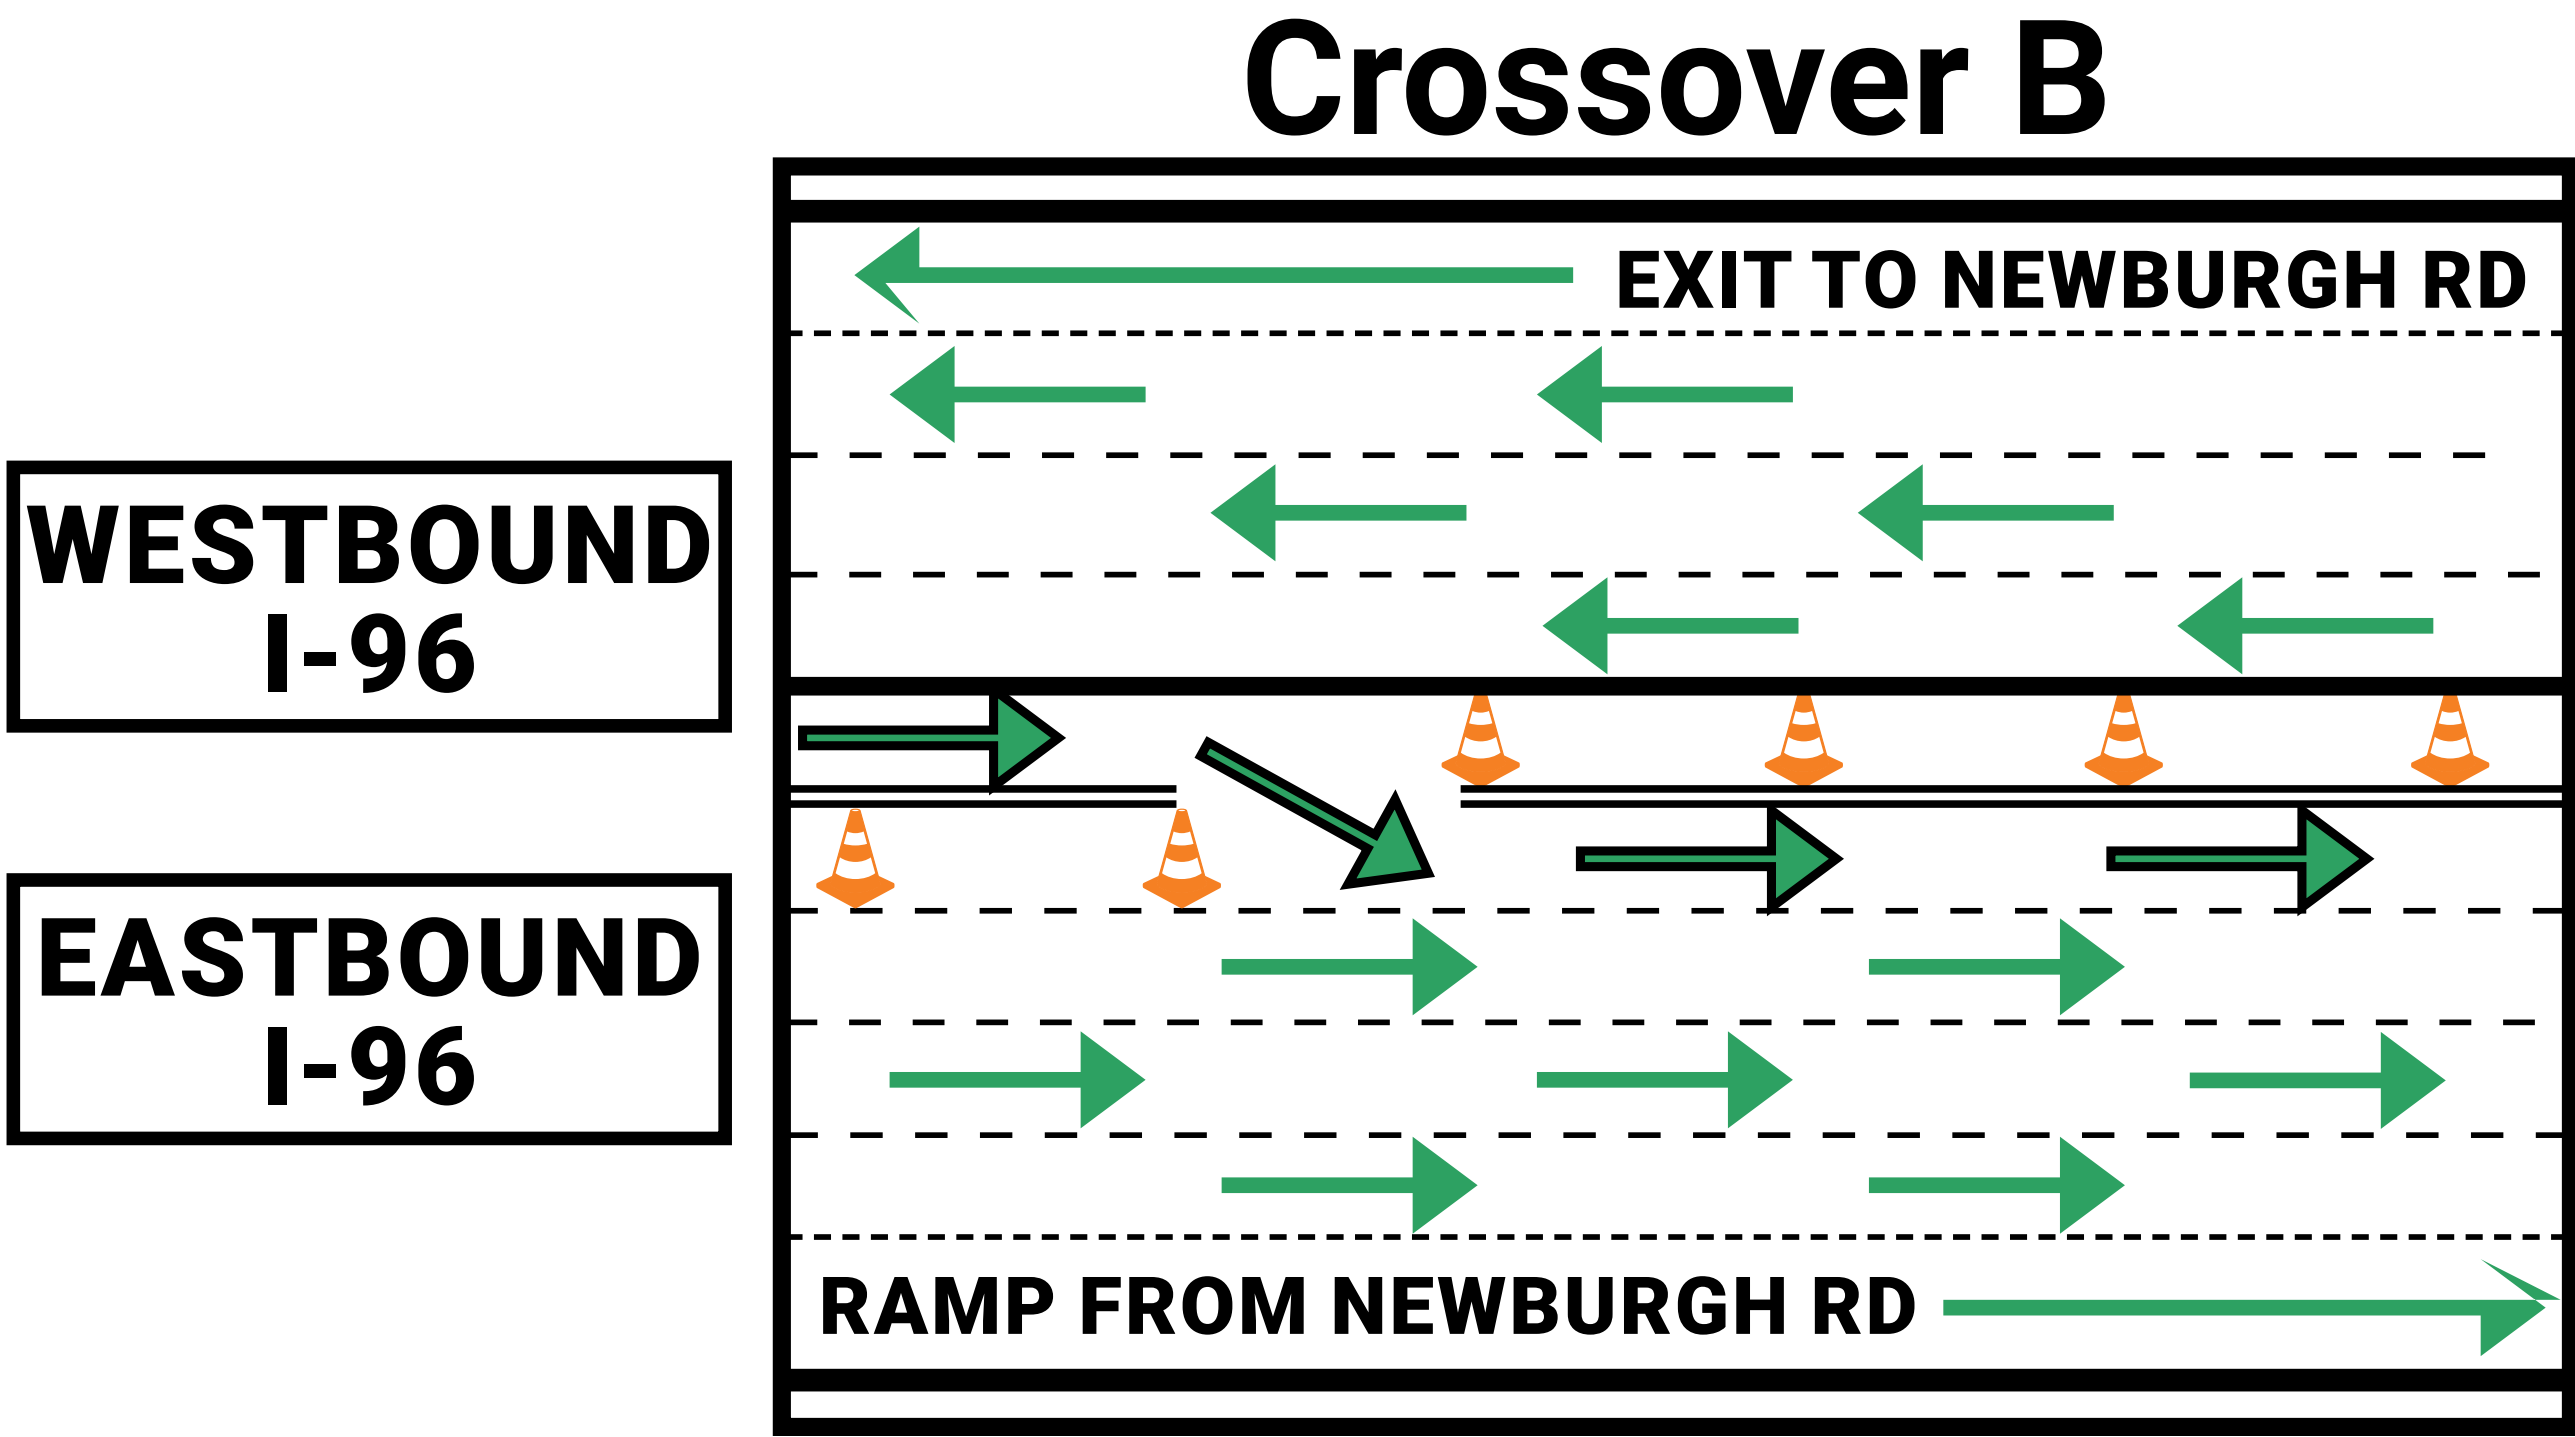 Crossover B
EXIT TO NEWBURGH RD
WESTBOUND
I-96
EASTBOUND
I-96
RAMP FROM NEWBURGH RD